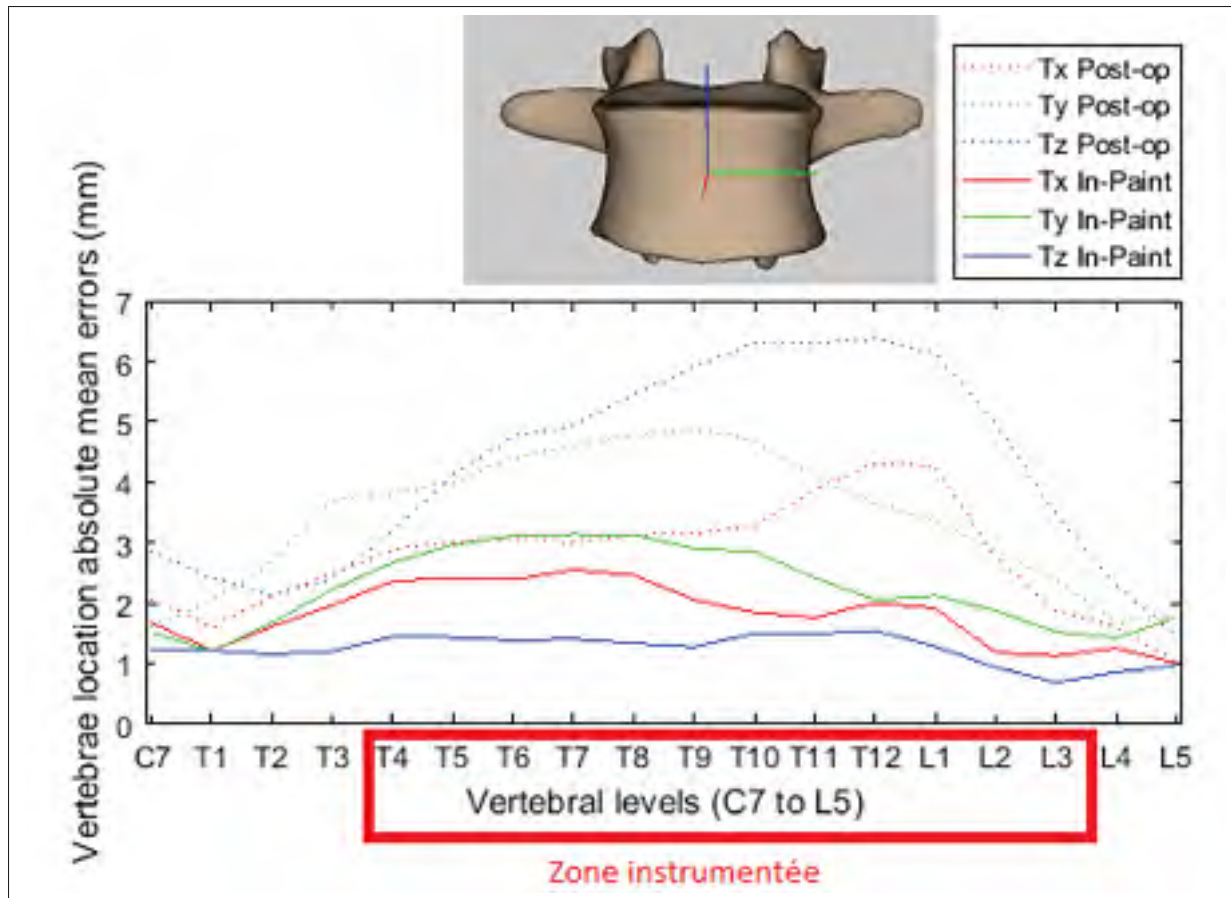 Tx Post-op
Ty Post-op
Tz Post-op
Tx In-Paint
Ty In-Paint
Tz In-Paint
Vertebrae location absolute mean errors (mm)
7
6
5
4
3
2
1
0
C7 T1 T2 T3 T4 T5 T6 T7 T8 T9 T10 T11 T12 L1 L2 L3 L4 L5
Vertebral levels (C7 to L5)
Zone instrumentée